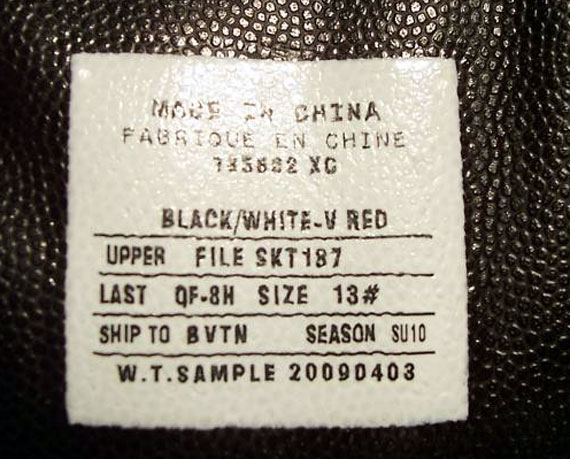 MADE IN CHINA
FABRIQUE EN CHINE
XC
BLACK/WHITE-V RED
UPPER FILE SKT187
LAST QF-8H SIZE 13#
SHIP TO BVTN SEASON SU10
W.T.SAMPLE 20090403